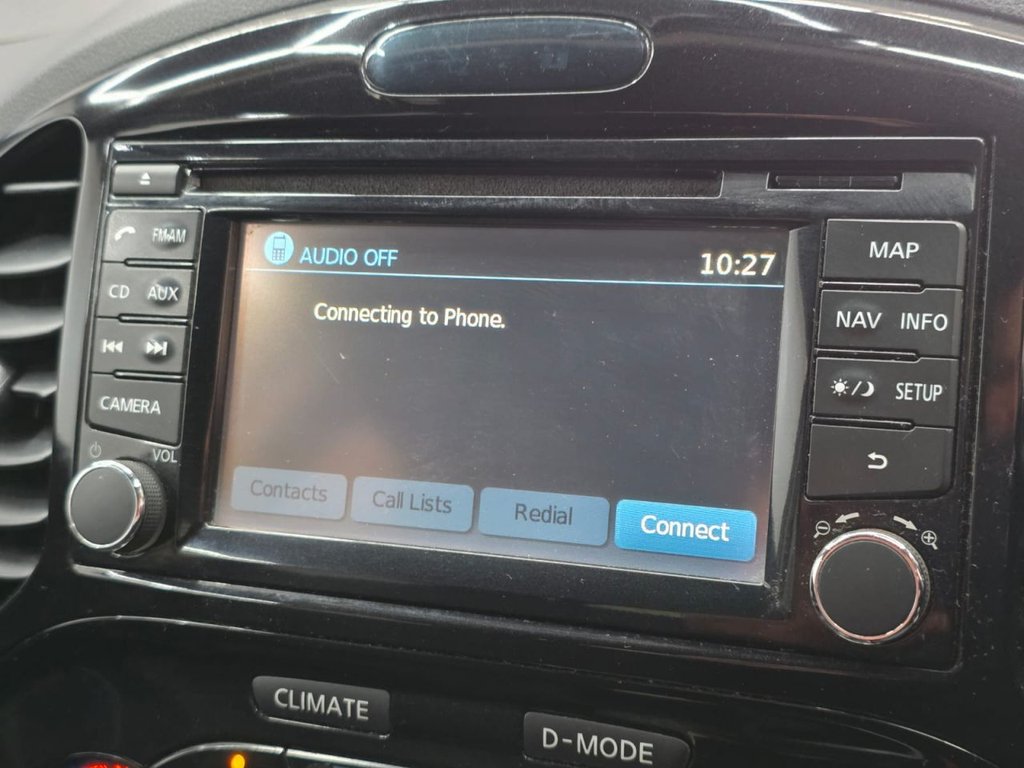 AUDIO OFF 10:27
Connecting to Phone.
Contacts Call Lists Redial Connect
FM·AM
CD AUX
CAMERA
VOL
MAP
NAV INFO
SETUP
CLIMATE
D-MODE